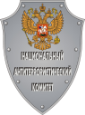 НАЦИОНАЛЬНЫЙ
АНТИТЕРРОРИСТИЧЕСКИЙ
КОМИТЕТ